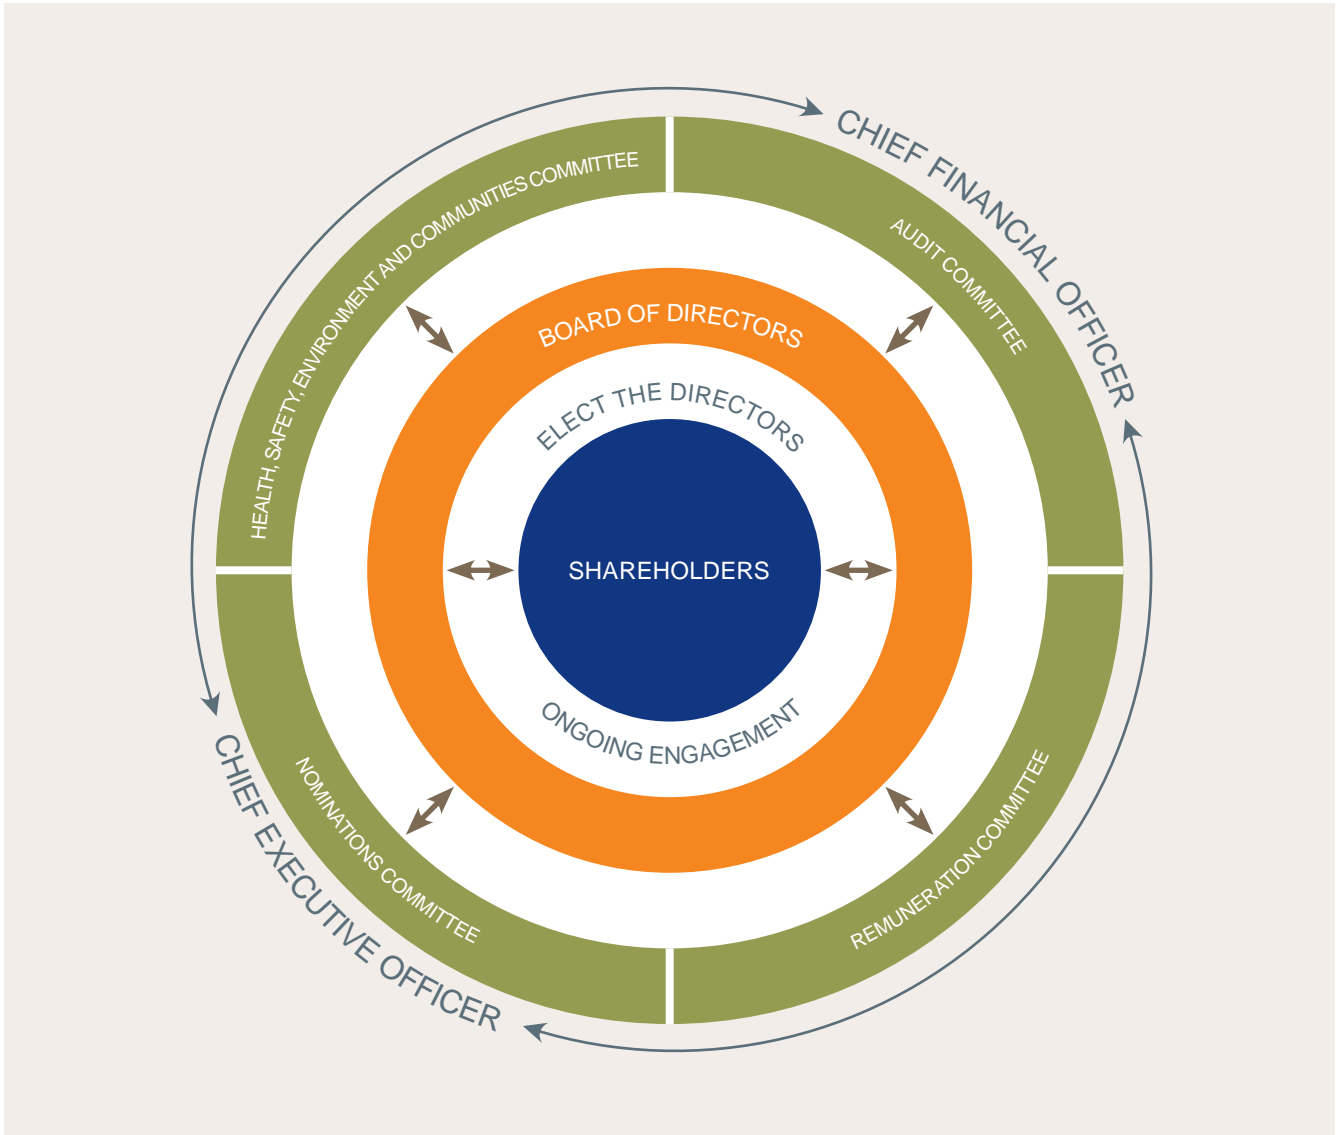 CHIEF FINANCIAL OFFICER
HEALTH, SAFETY, ENVIRONMENT AND COMMUNITIES COMMITTEE
AUDIT COMMITTEE
BOARD OF DIRECTORS
ELECT THE DIRECTORS
SHAREHOLDERS
ONGOING ENGAGEMENT
NOMINATIONS COMMITTEE
REMUNERATION COMMITTEE
CHIEF EXECUTIVE OFFICER